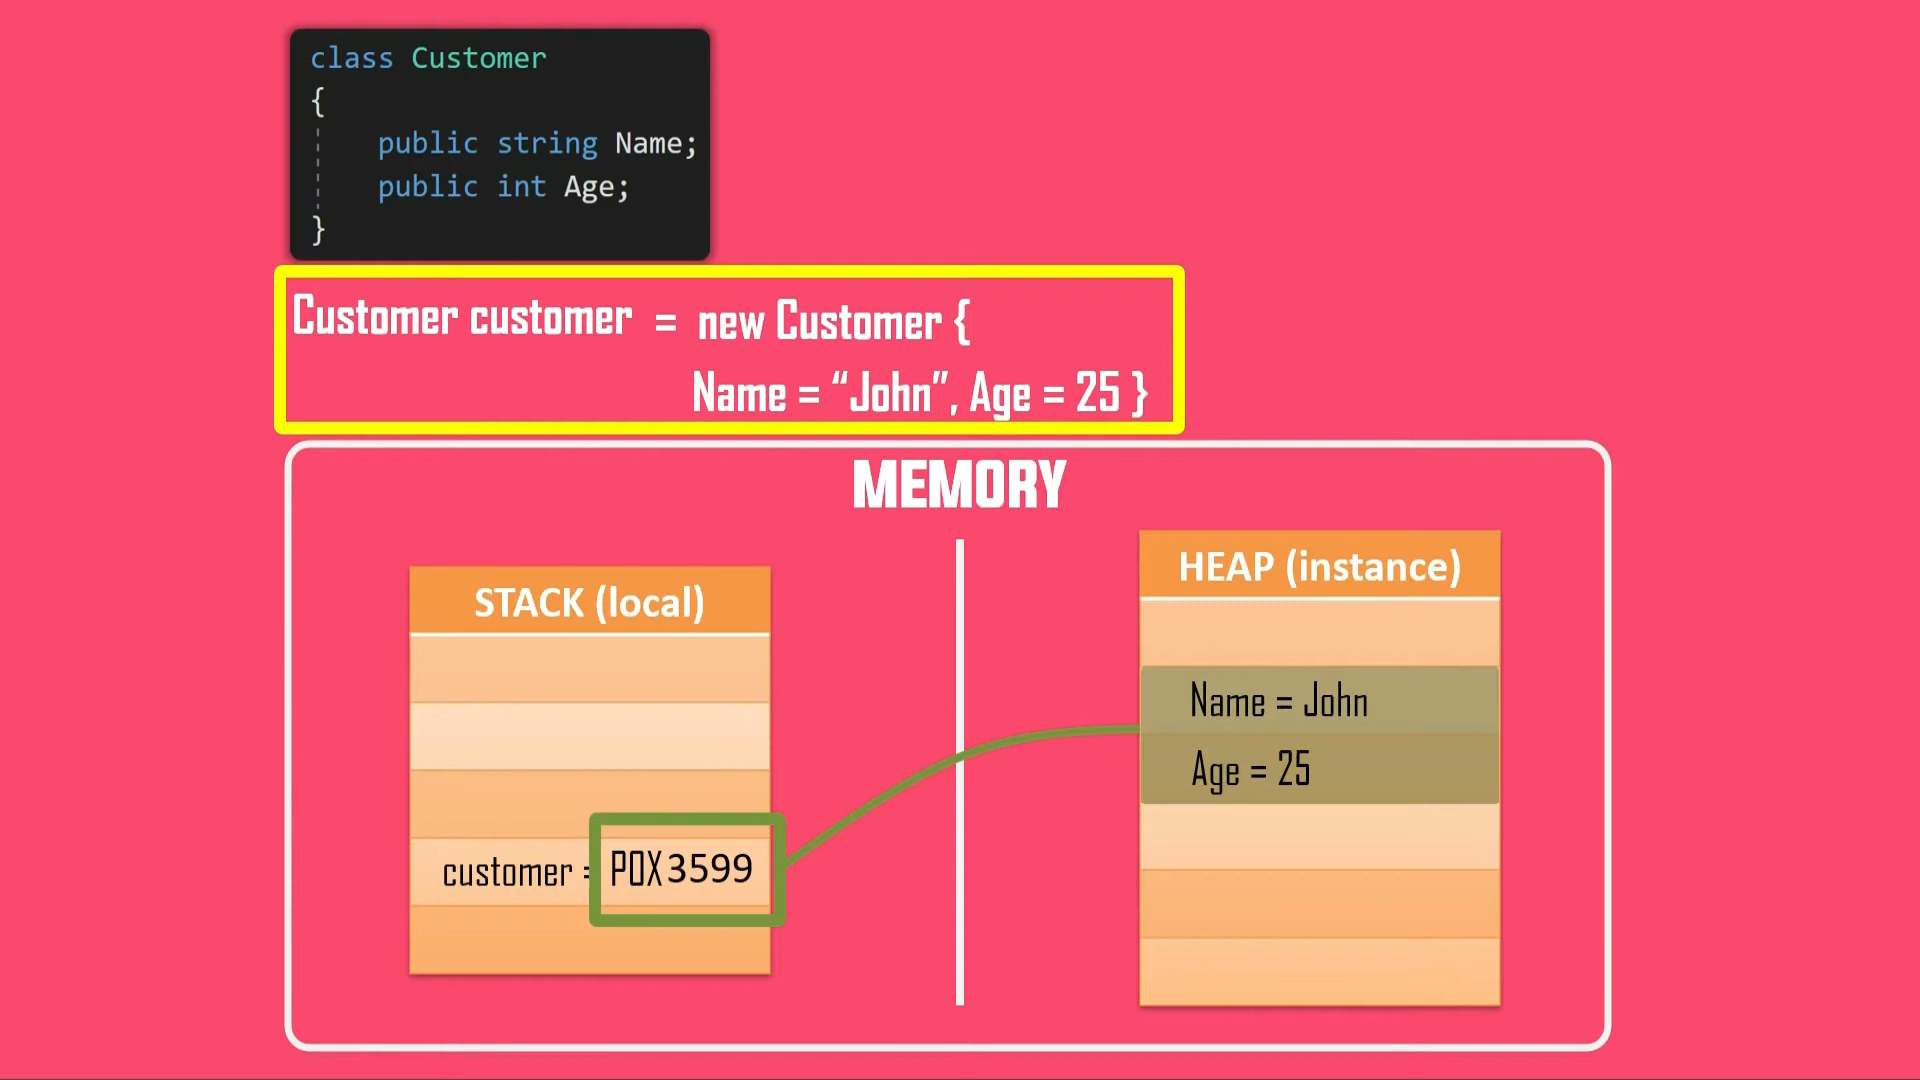 class Customer
{
public string Name;
public int Age;
}
Customer customer = new Customer {
Name = “John”, Age = 25 }
MEMORY
STACK (local)
customer = POX3599
HEAP (instance)
Name = John
Age = 25